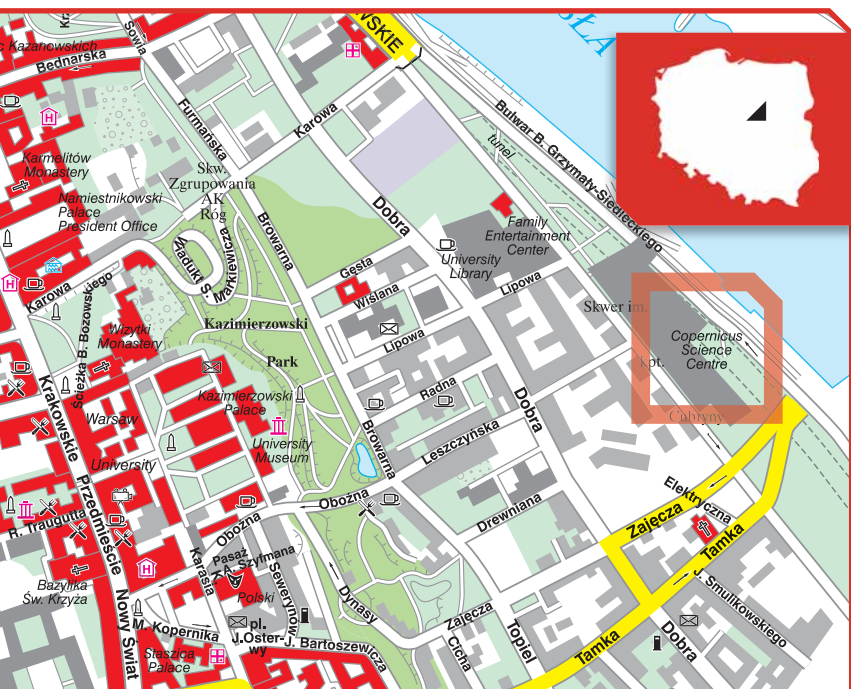 WSKIE
SŁA
Kr
Sowia
c Kazanowskich
Bednarska
Furmańska
Karowa
Bulwar B. Grzymały-Siedleckiego
tunel
Karmelitów
Monastery
Skw.
Zgrupowania
AK
Róg
Namiestnikowski
Palace
President Office
Dobra
Browarna
Markiewicza
Wiadukt S.
Family
Entertainment
Center
University
Library
Gęsta
Wiślana
Lipowa
Lipowa
Karowa
Ścieżka B. Bożowskiego
Wizytki
Monastery
Kazimierzowski
Park
Skwer im.
kpt.
Cubryny
Copernicus
Science
Centre
Kazimierzowski
Palace
Radna
Dobra
Krakowskie
Przedmieście
Warsaw
University
University
Museum
Browarna
Leszczyńska
Drewniana
Elektryczna
Zajęcza
Tamka
R. Traugutta
Oboźna
Oboźna
Pasaż
K.A. Szyfmana
Karasia
Sewerynów
Polski
Bazylika
Św. Krzyża
Nowy Świat
M. Kopernika
pl.
J.Oster-
wy
J. Bartoszewicza
Staszica
Palace
Dynasy
Zajęcza
Cicha
Topiel
Tamka
Dobra
J. Smulikowskiego